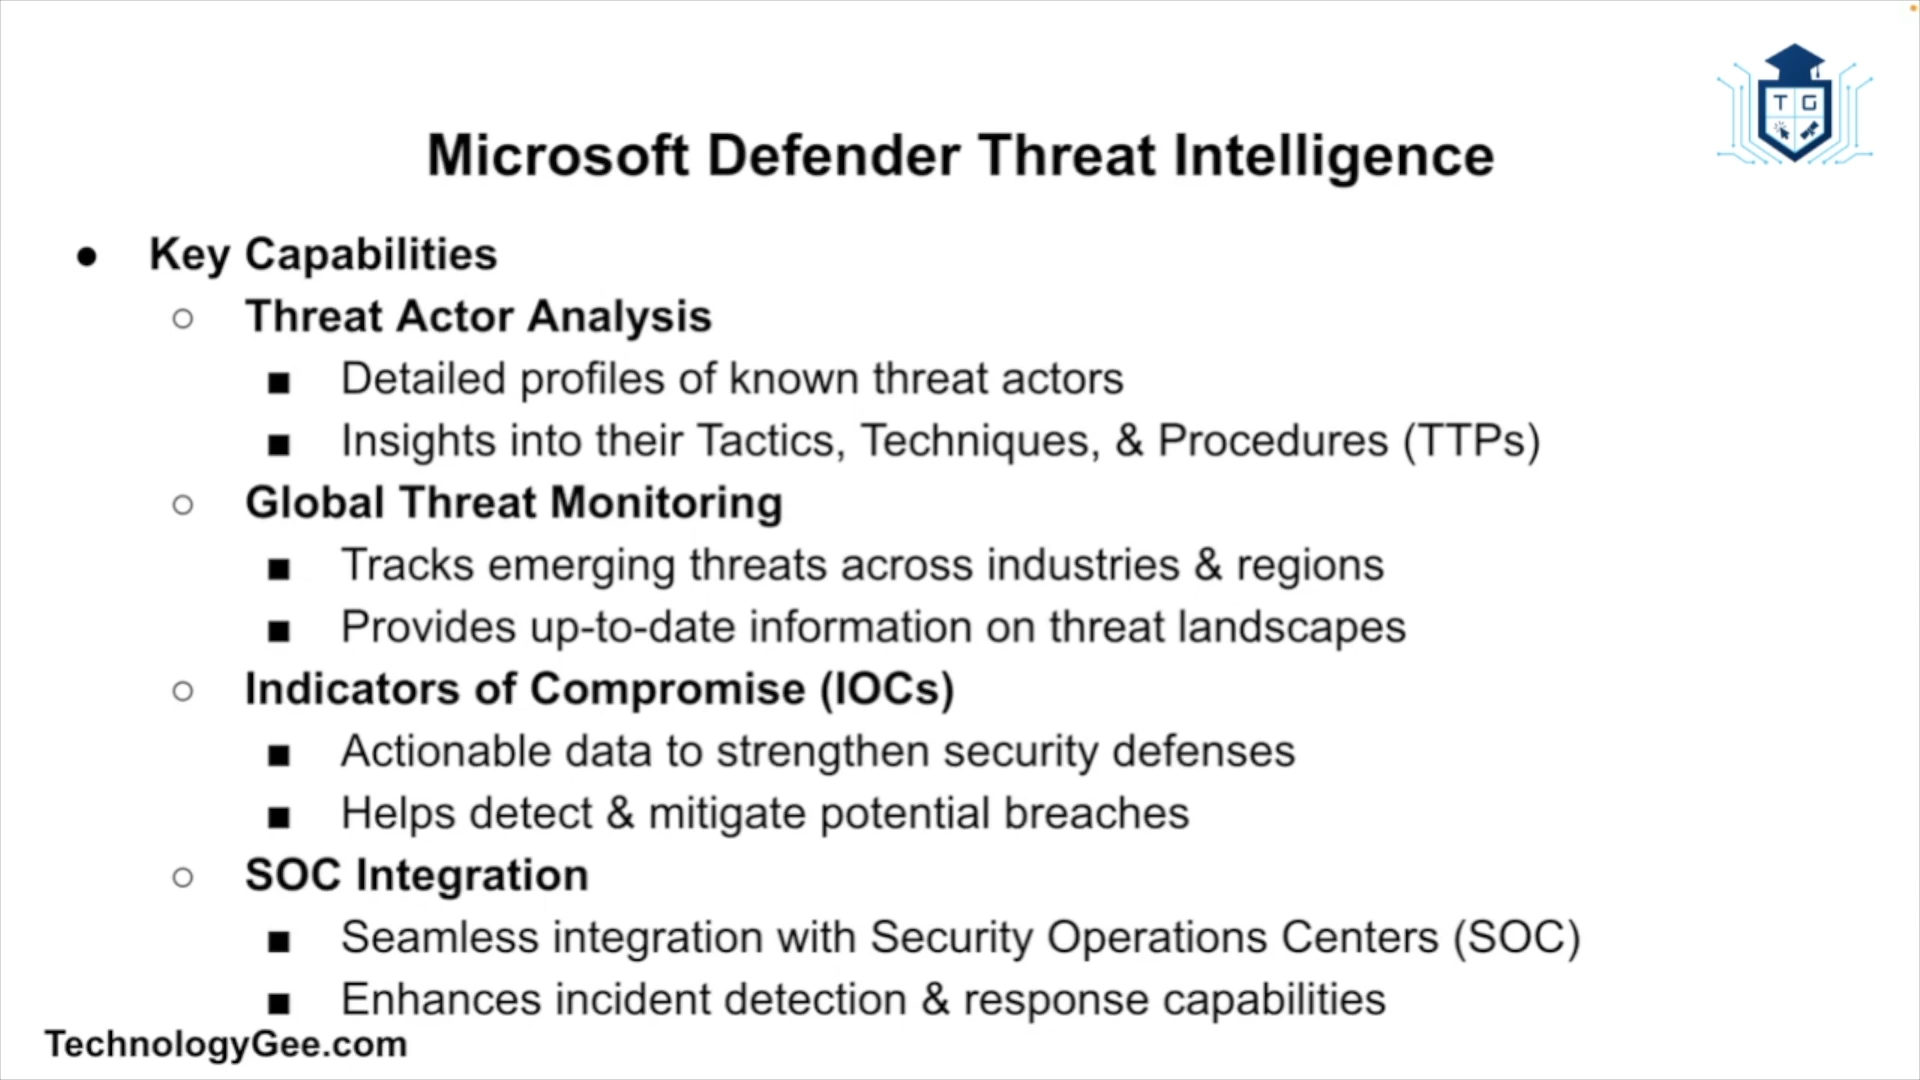 T G
Microsoft Defender Threat Intelligence
● Key Capabilities
○ Threat Actor Analysis
■ Detailed profiles of known threat actors
■ Insights into their Tactics, Techniques, & Procedures (TTPs)
○ Global Threat Monitoring
■ Tracks emerging threats across industries & regions
■ Provides up-to-date information on threat landscapes
○ Indicators of Compromise (IOCs)
■ Actionable data to strengthen security defenses
■ Helps detect & mitigate potential breaches
○ SOC Integration
■ Seamless integration with Security Operations Centers (SOC)
■ Enhances incident detection & response capabilities
TechnologyGee.com